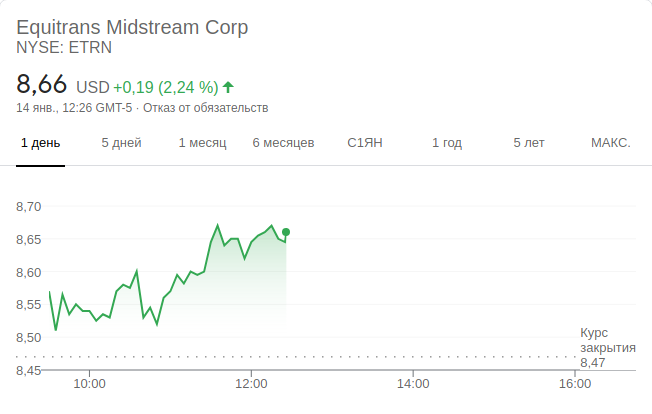 Equitrans Midstream Corp
NYSE: ETRN
8,66 USD +0,19 (2,24 %)
14 янв., 12:26 GMT-5 · Отказ от обязательств
1 день 5 дней 1 месяц 6 месяцев С1ЯН 1 год 5 лет МАКС.
8,70
8,65
8,60
8,55
8,50
Курс
закрытия
8,47
8,45
10:00 12:00 14:00 16:00